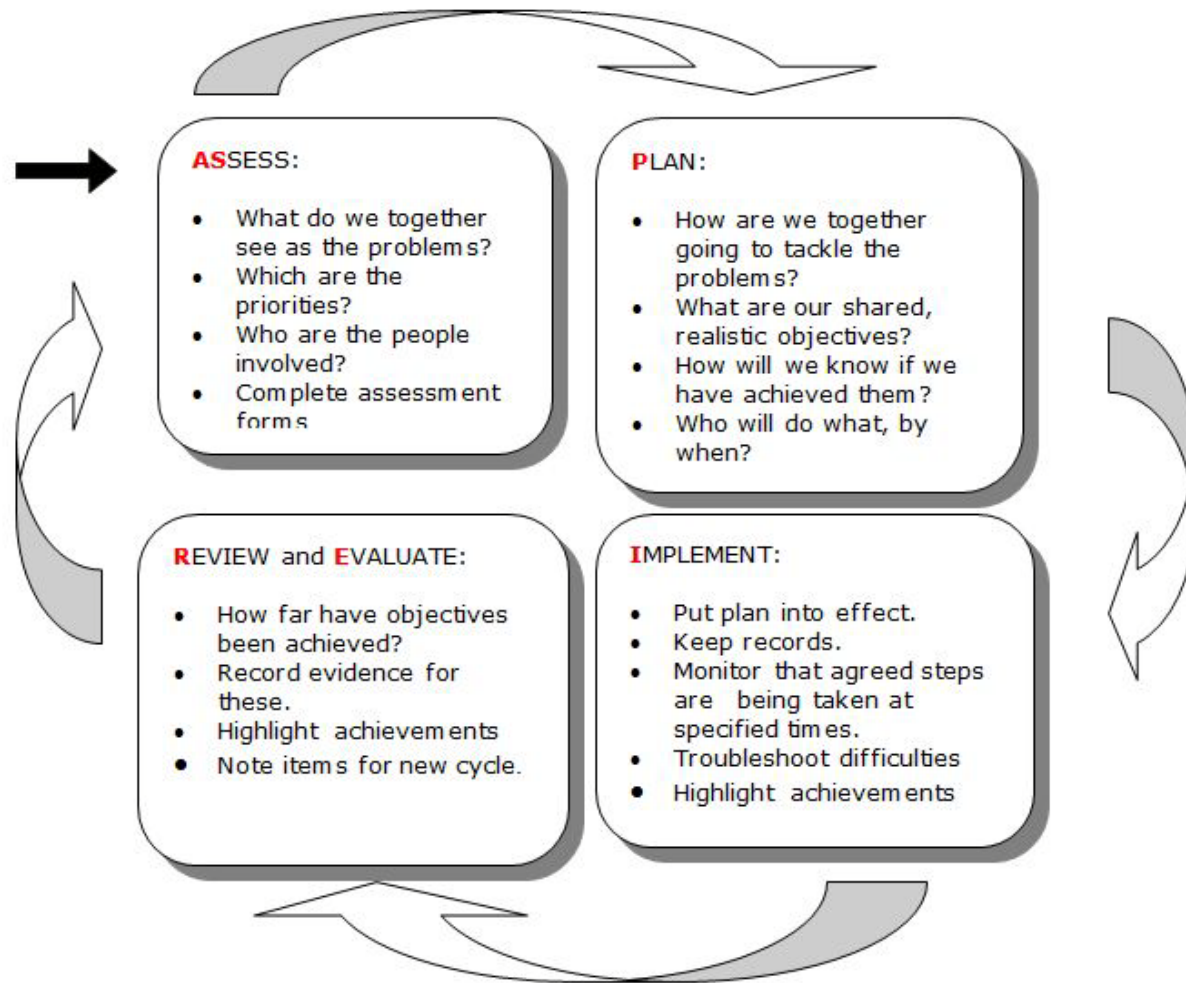 ASSESS:
• What do we together
see as the problems?
• Which are the
priorities?
• Who are the people
involved?
• Complete assessment
forms
PLAN:
• How are we together
going to tackle the
problems?
• What are our shared,
realistic objectives?
• How will we know if we
have achieved them?
• Who will do what, by
when?
REVIEW and EVALUATE:
• How far have objectives
been achieved?
• Record evidence for
these.
• Highlight achievements
• Note items for new cycle.
IMPLEMENT:
• Put plan into effect.
• Keep records.
• Monitor that agreed steps
are being taken at
specified times.
• Troubleshoot difficulties
• Highlight achievements